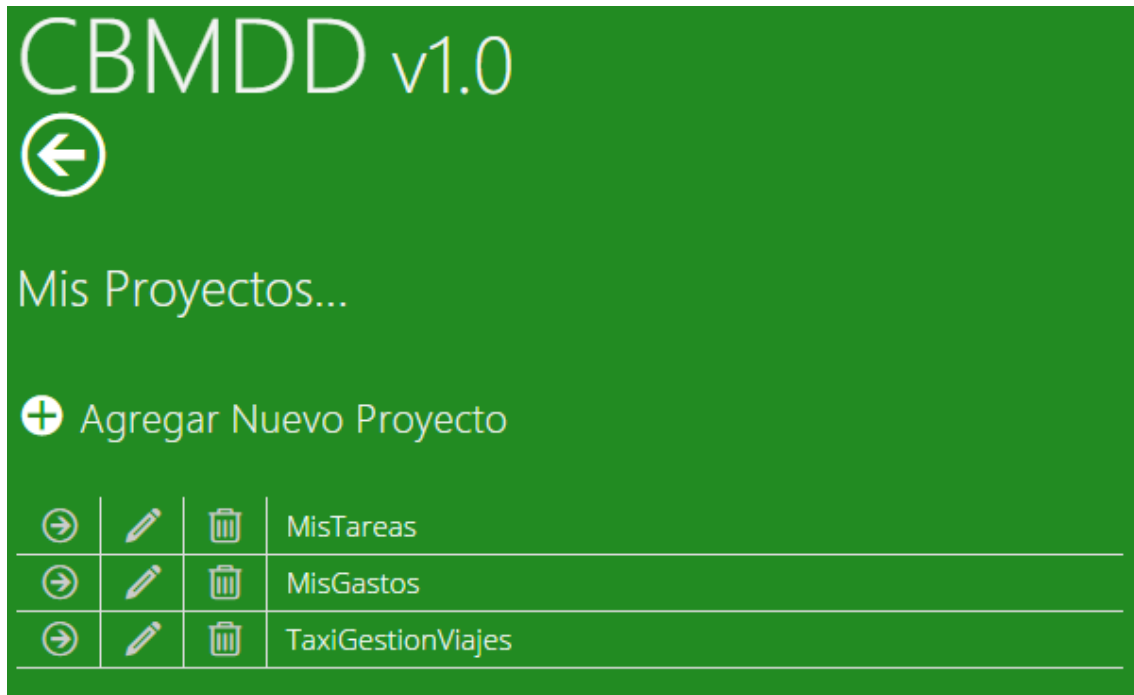 CBMDD v1.0
Mis Proyectos...
Agregar Nuevo Proyecto
MisTareas
MisGastos
TaxiGestionViajes